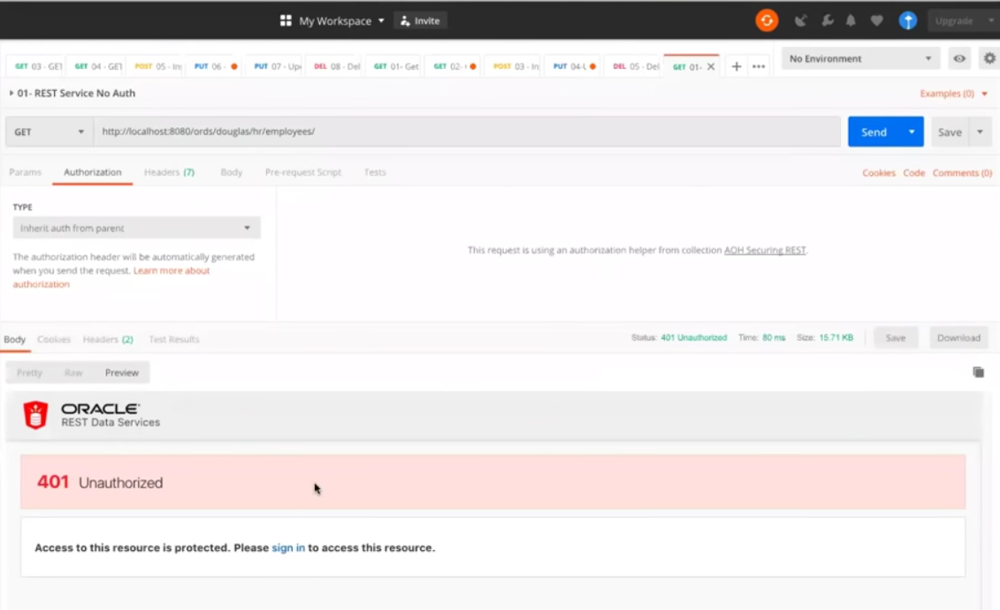 My Workspace
Invite
Upgrade
GET 03 - GET
GET 04 - GET
POST 05 - In
PUT 06 -
PUT 07 - Up
DEL 08 - Del
GET 01- Get
GET 02-
POST 03 - In
PUT 04-
DEL 05 - Del
GET 01-
No Environment
01- REST Service No Auth
Examples (0)
GET
http://localhost:8080/ords/douglas/hr/employees/
Send
Save
Params
Authorization
Headers (7)
Body
Pre-request Script
Tests
Cookies
Code
Comments (0)
TYPE
Inherit auth from parent
The authorization header will be automatically generated
when you send the request. Learn more about
authorization
This request is using an authorization helper from collection AOH Securing REST.
Body
Cookies
Headers (2)
Test Results
Status: 401 Unauthorized
Time: 80 ms
Size: 15.71 KB
Save
Download
Pretty
Raw
Preview
ORACLE
REST Data Services
401 Unauthorized
Access to this resource is protected. Please sign in to access this resource.